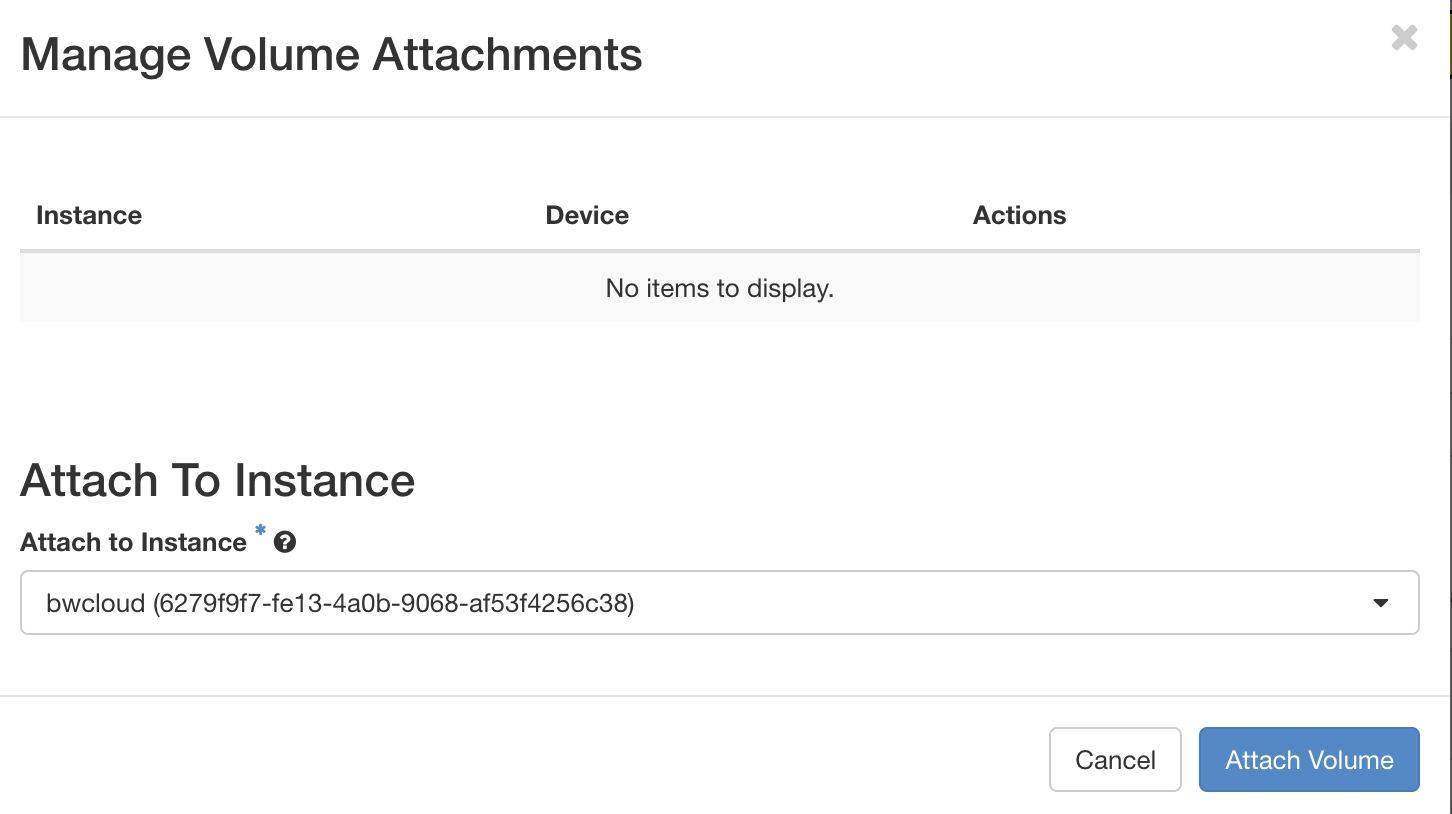 Manage Volume Attachments
Instance Device Actions
No items to display.
Attach To Instance
Attach to Instance *
bwcloud (6279f9f7-fe13-4a0b-9068-af53f4256c38)
Cancel Attach Volume